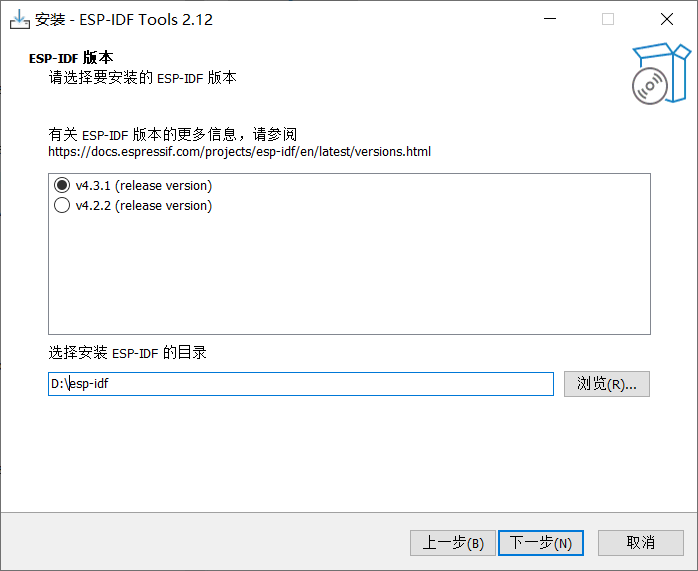 安装 - ESP-IDF Tools 2.12
ESP-IDF 版本
请选择要安装的 ESP-IDF 版本
有关 ESP-IDF 版本的更多信息，请参阅
https://docs.espressif.com/projects/esp-idf/en/latest/versions.html
v4.3.1 (release version)
v4.2.2 (release version)
选择安装 ESP-IDF 的目录
D:\esp-idf
浏览(R)...
上一步(B)
下一步(N)
取消